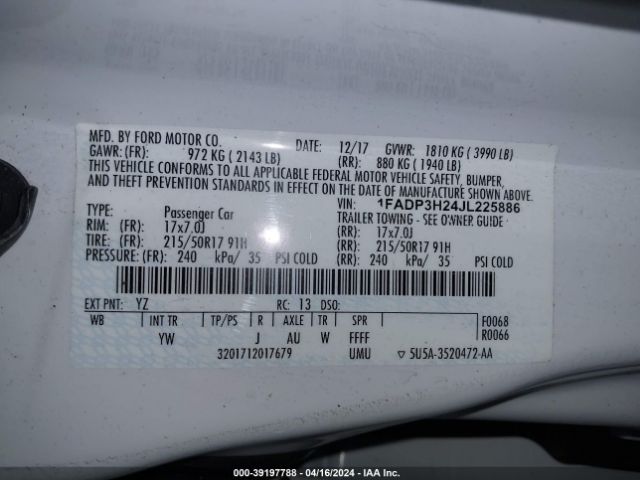 MFD. BY FORD MOTOR CO. DATE: 12/17 GVWR: 1810 KG ( 3990 LB)
GAWR: (FR): 972 KG ( 2143 LB) (RR): 880 KG ( 1940 LB)
THIS VEHICLE CONFORMS TO ALL APPLICABLE FEDERAL MOTOR VEHICLE SAFETY, BUMPER,
AND THEFT PREVENTION STANDARDS IN EFFECT ON THE DATE OF MANUFACTURE SHOWN ABOVE.
VIN: 1FADP3H24JL225886
TYPE: Passenger Car TRAILER TOWING - SEE OWNER GUIDE
RIM: (FR): 17x7.0J (RR): 17x7.0J
TIRE: (FR): 215/50R17 91H (RR): 215/50R17 91H
PRESSURE: (FR): 240 kPa/ 35 PSI COLD (RR): 240 kPa/ 35 PSI COLD
EXT PNT: YZ RC: 13 DSO:
WB INT TR TP/PS R AXLE TR SPR F0068
YW J AU W FFFF R0066
3201712017679 UMU ▽ 5U5A-3520472-AA
000-39197788 - 04/16/2024 - IAA Inc.